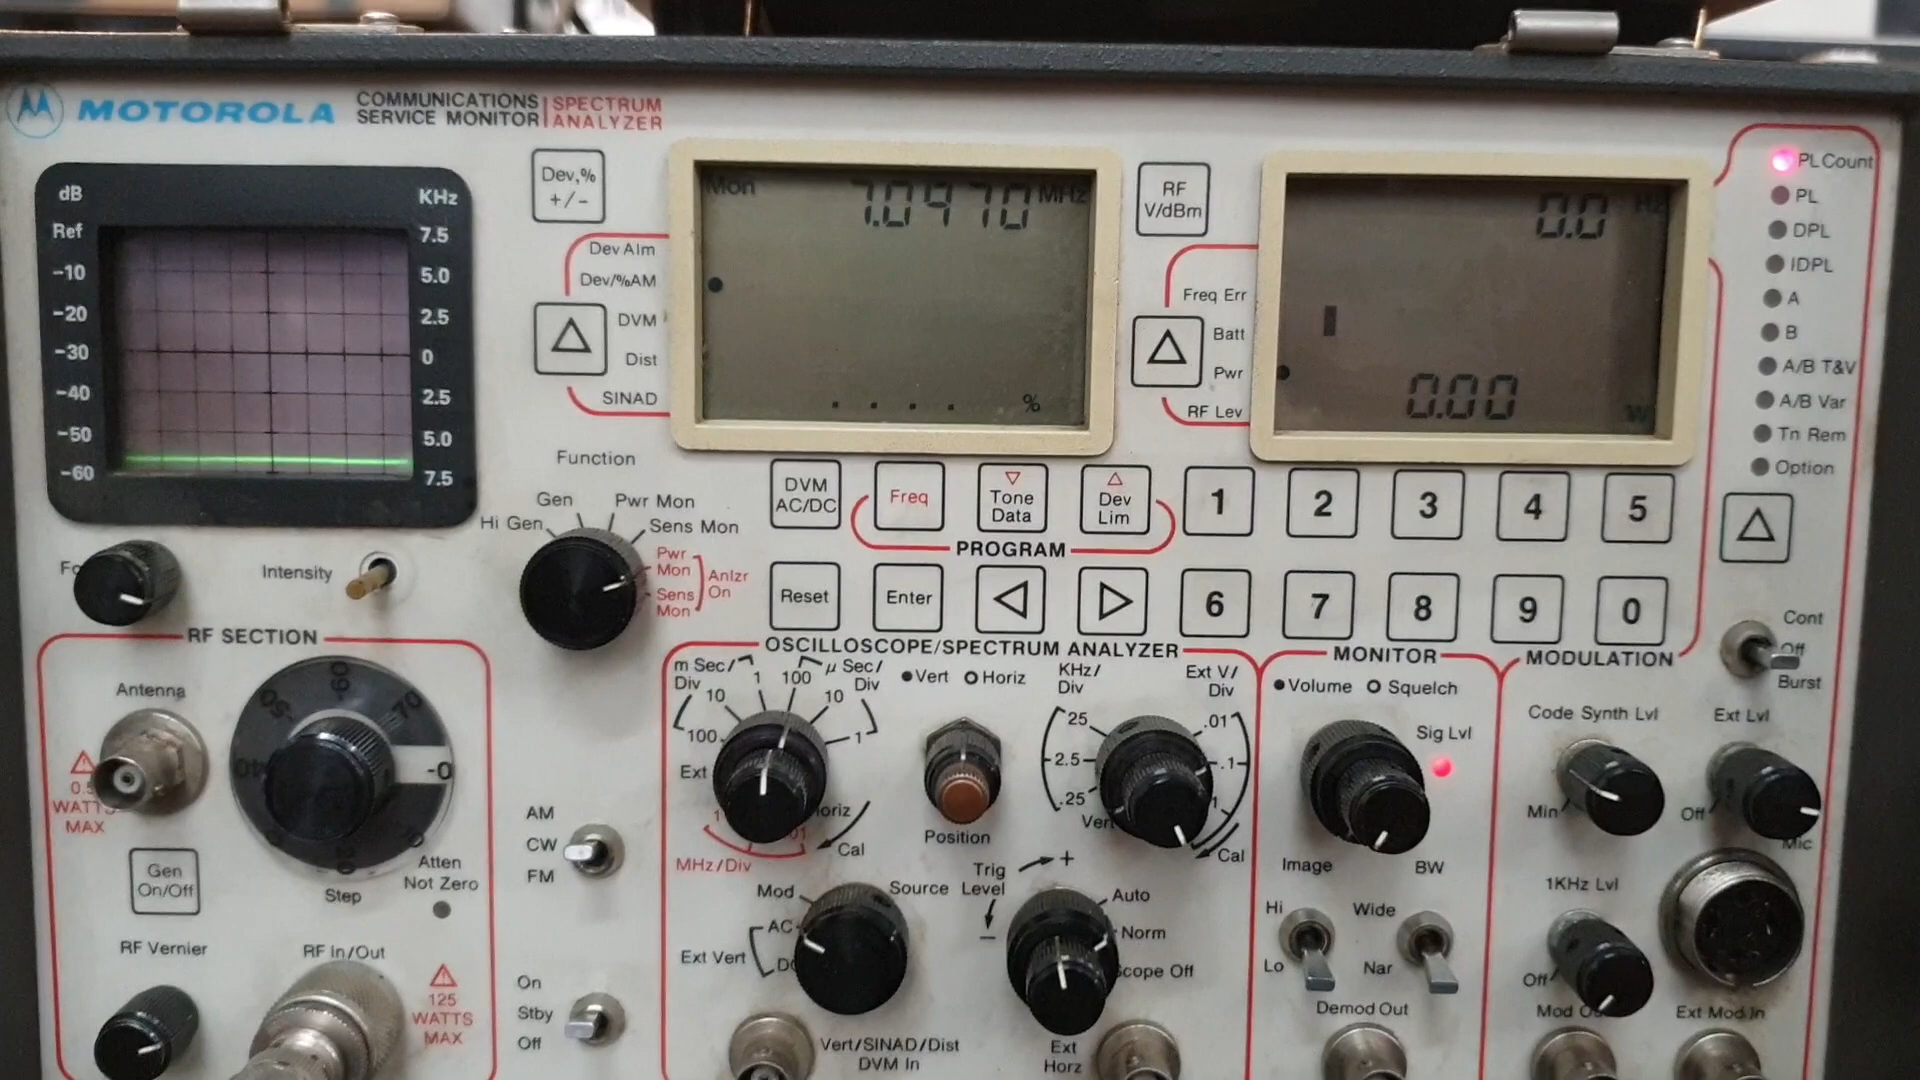 MOTOROLA
COMMUNICATIONS
SERVICE MONITOR
SPECTRUM
ANALYZER
dB
Ref
-10
-20
-30
-40
-50
-60
KHz
7.5
5.0
2.5
0
2.5
5.0
7.5
Dev,%
+/-
Dev Alm
Dev/%AM
DVM
Dist
SINAD
Mon 7.0970 MHz
%
RF
V/dBm
Freq Err
Batt
Pwr
RF Lev
0.0 Hz
0.00 W
PL Count
PL
DPL
IDPL
A
B
A/B T&V
A/B Var
Tn Rem
Option
Function
Hi Gen
Gen
Pwr Mon
Sens Mon
Pwr
Mon
Sens
Mon
Anlzr
On
DVM
AC/DC
Freq
Tone
Data
Dev
Lim
PROGRAM
1
2
3
4
5
Reset
Enter
6
7
8
9
0
Intensity
RF SECTION
Antenna
WATTS
MAX
70
-0
Step
Atten
Not Zero
Gen
On/Off
RF Vernier
RF In/Out
125
WATTS
MAX
AM
CW
FM
On
Stby
Off
OSCILLOSCOPE/SPECTRUM ANALYZER
m Sec/
Div
µ Sec/
Div
100
10
1
100
10
1
Ext
MHz/Div
Cal
Vert
Horiz
Position
KHz/
Div
25
2.5
.25
Vert
Ext V/
Div
.01
.1
1
Cal
Mod
AC
Ext Vert
Source
Trig
Level
+
−
Auto
Norm
Scope Off
Vert/SINAD/Dist
DVM In
Ext
Horz
MONITOR
Volume
Squelch
Sig Lvl
Image
Hi
Lo
BW
Wide
Nar
Demod Out
MODULATION
Cont
Off
Burst
Code Synth Lvl
Min
Ext Lvl
Off
Mic
1KHz Lvl
Off
Ext Mod In